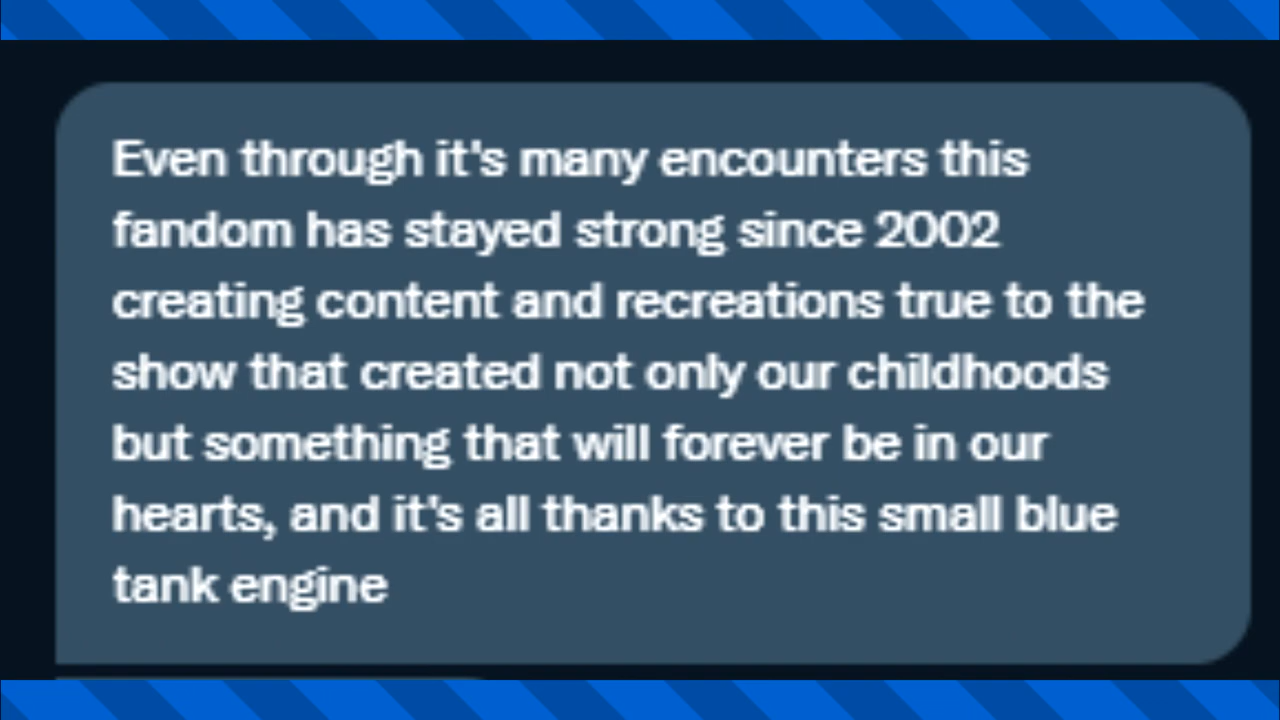 Even through it's many encounters this
fandom has stayed strong since 2002
creating content and recreations true to the
show that created not only our childhoods
but something that will forever be in our
hearts, and it's all thanks to this small blue
tank engine